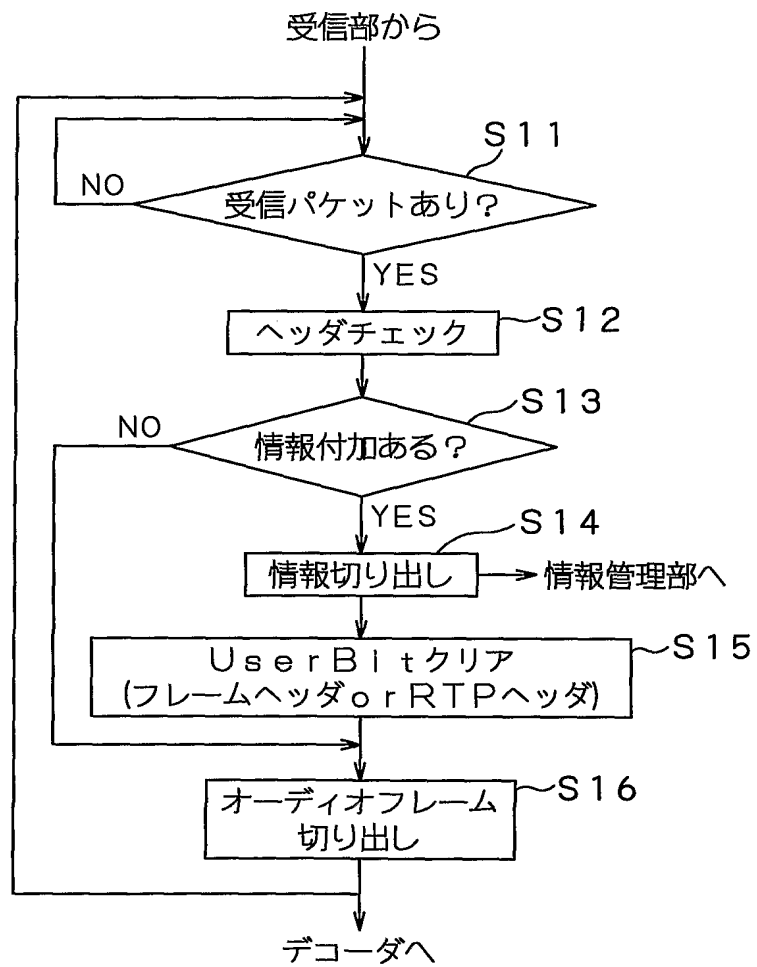 受信部から
S11
NO
受信パケットあり?
YES
S12
ヘッダチェック
S13
NO
情報付加ある?
YES
S14
情報切り出し
情報管理部へ
S15
UserBitクリア
(フレームヘッダorRTPヘッダ)
S16
オーディオフレーム
切り出し
デコーダへ